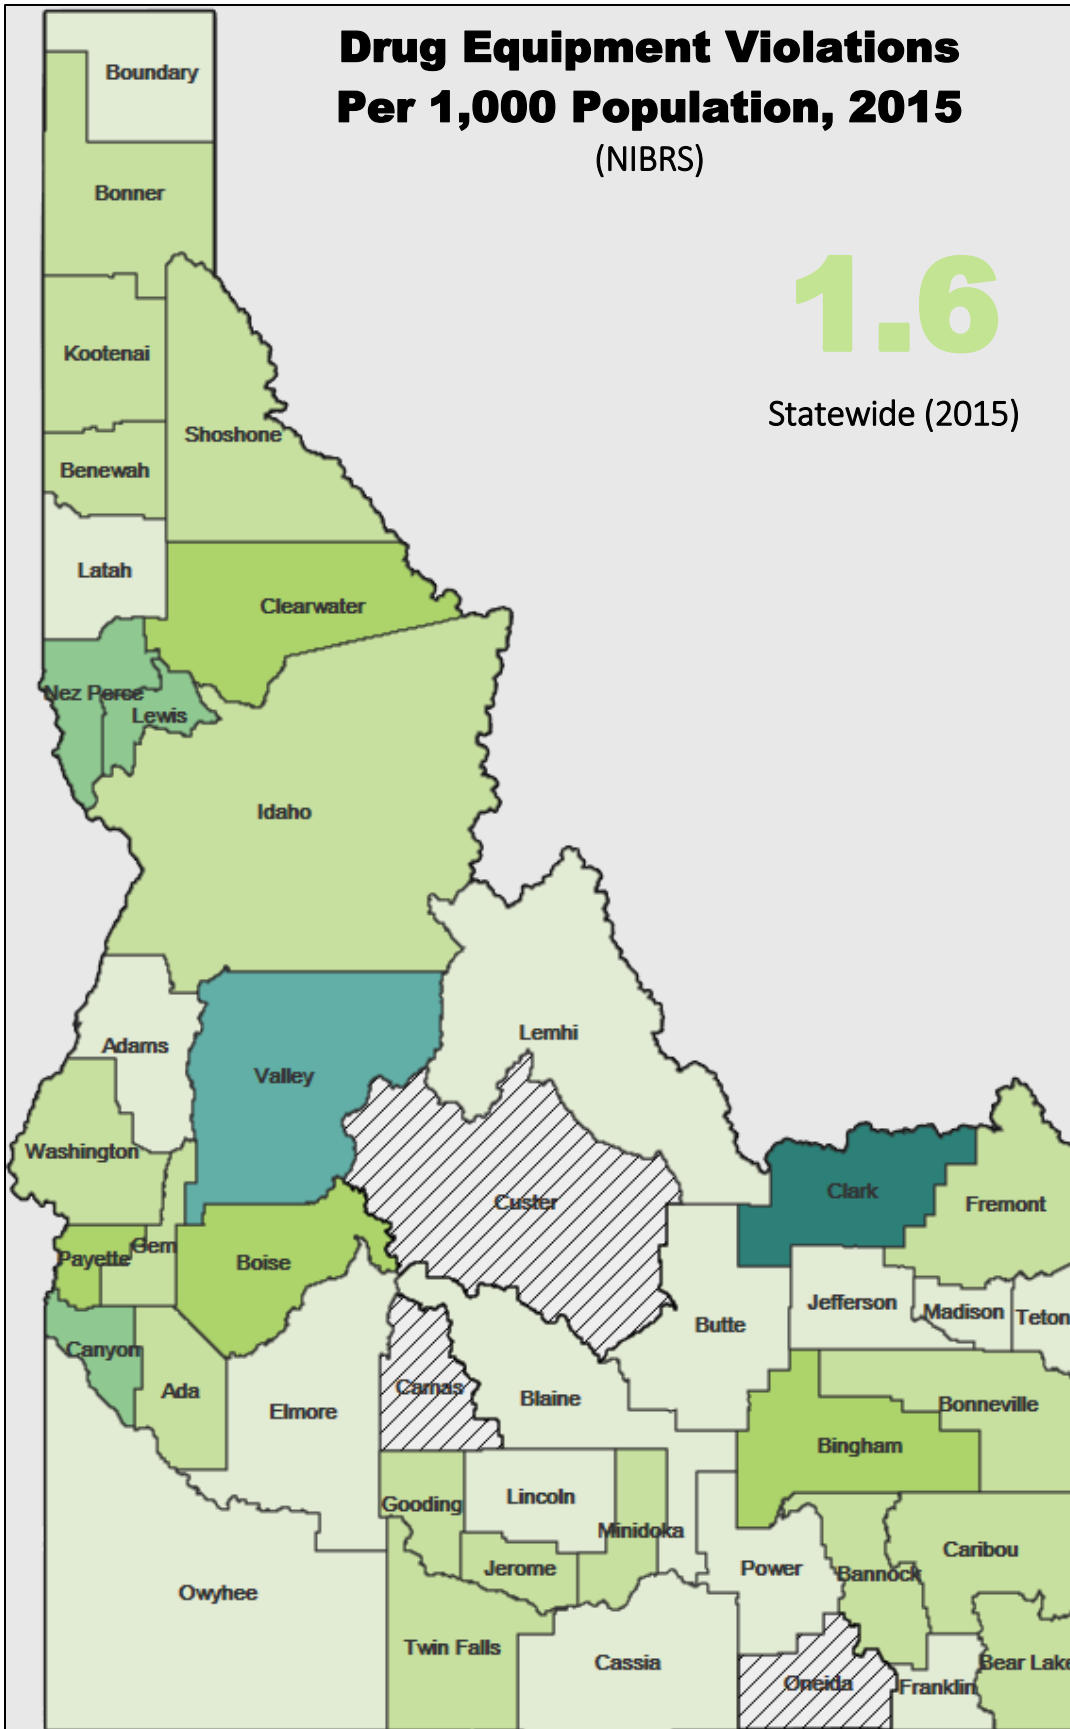 Drug Equipment Violations
Per 1,000 Population, 2015
(NIBRS)
1.6
Statewide (2015)
Boundary
Bonner
Kootenai
Shoshone
Benewah
Latah
Clearwater
Nez Perce
Lewis
Idaho
Lemhi
Adams
Valley
Washington
Custer
Clark
Fremont
Payette
Gem
Boise
Jefferson
Madison
Teton
Butte
Canyon
Ada
Elmore
Camas
Blaine
Bonneville
Bingham
Gooding
Lincoln
Minidoka
Jerome
Power
Bannock
Caribou
Owyhee
Twin Falls
Cassia
Oneida
Franklin
Bear Lake